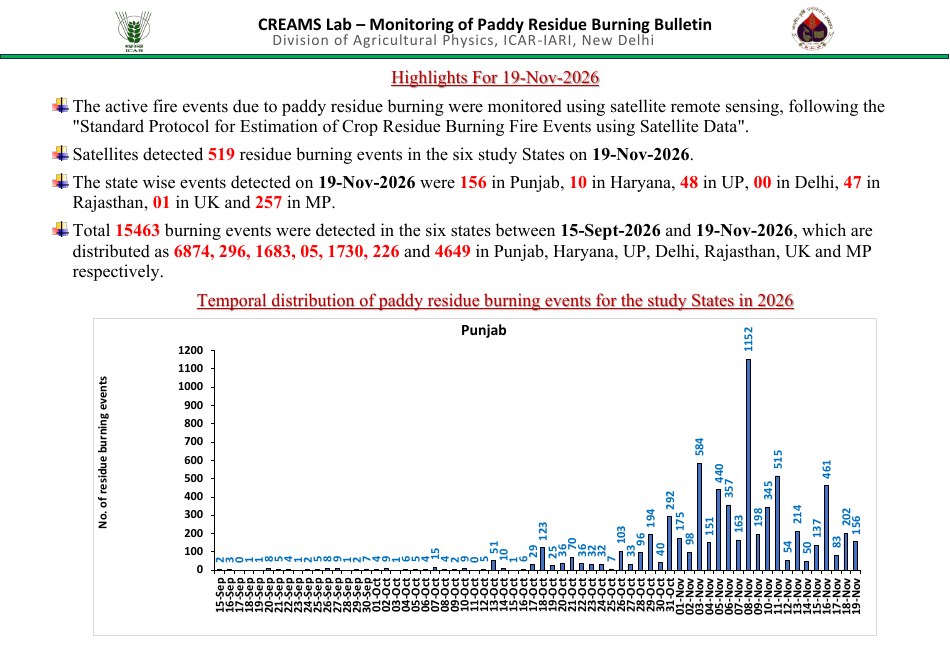 CREAMS Lab – Monitoring of Paddy Residue Burning Bulletin
Division of Agricultural Physics, ICAR-IARI, New Delhi
ICAR
Highlights For 19-Nov-2026
The active fire events due to paddy residue burning were monitored using satellite remote sensing, following the
"Standard Protocol for Estimation of Crop Residue Burning Fire Events using Satellite Data".
Satellites detected 519 residue burning events in the six study States on 19-Nov-2026.
The state wise events detected on 19-Nov-2026 were 156 in Punjab, 10 in Haryana, 48 in UP, 00 in Delhi, 47 in
Rajasthan, 01 in UK and 257 in MP.
Total 15463 burning events were detected in the six states between 15-Sept-2026 and 19-Nov-2026, which are
distributed as 6874, 296, 1683, 05, 1730, 226 and 4649 in Punjab, Haryana, UP, Delhi, Rajasthan, UK and MP
respectively.
Temporal distribution of paddy residue burning events for the study States in 2026
Punjab
No. of residue burning events
1200
1100
1000
900
800
700
600
500
400
300
200
100
0
2 3 0 1 1 8 5 4 1 2 5 8 9 1 2 7 4 9 1 6 5 4 15 4 2 9 0 5 51 10 1 6 29 123 25 36 70 36 32 32 7 103 33 96 194 40 292 175 98 584 151 440 357 163 1152 198 345 515 54 214 50 137 461 83 202 156
15-Sep 16-Sep 17-Sep 18-Sep 19-Sep 20-Sep 21-Sep 22-Sep 23-Sep 24-Sep 25-Sep 26-Sep 27-Sep 28-Sep 29-Sep 30-Sep 01-Oct 02-Oct 03-Oct 04-Oct 05-Oct 06-Oct 07-Oct 08-Oct 09-Oct 10-Oct 11-Oct 12-Oct 13-Oct 14-Oct 15-Oct 16-Oct 17-Oct 18-Oct 19-Oct 20-Oct 21-Oct 22-Oct 23-Oct 24-Oct 25-Oct 26-Oct 27-Oct 28-Oct 29-Oct 30-Oct 31-Oct 01-Nov 02-Nov 03-Nov 04-Nov 05-Nov 06-Nov 07-Nov 08-Nov 09-Nov 10-Nov 11-Nov 12-Nov 13-Nov 14-Nov 15-Nov 16-Nov 17-Nov 18-Nov 19-Nov